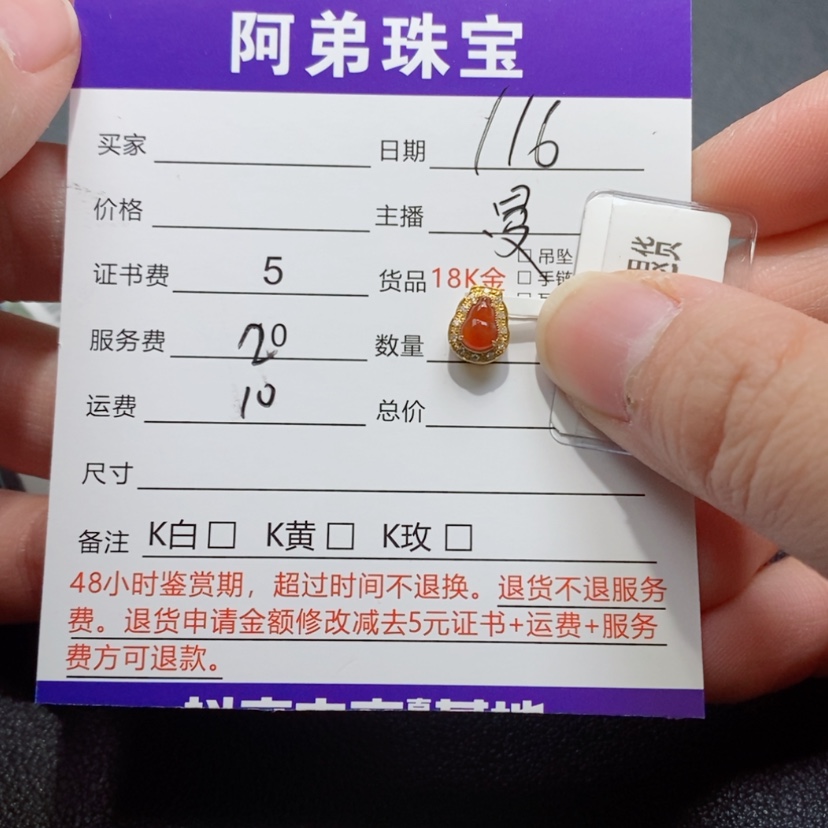 阿弟珠宝
买家 日期 116
价格 主播
证书费 5 货品 18K金 □ 吊坠
□ 手链
服务费 20 数量
运费 10 总价
尺寸
备注 K白□ K黄□ K玫□
48小时鉴赏期，超过时间不退换。退货不退服务
费。退货申请金额修改减去5元证书+运费+服务
费方可退款。